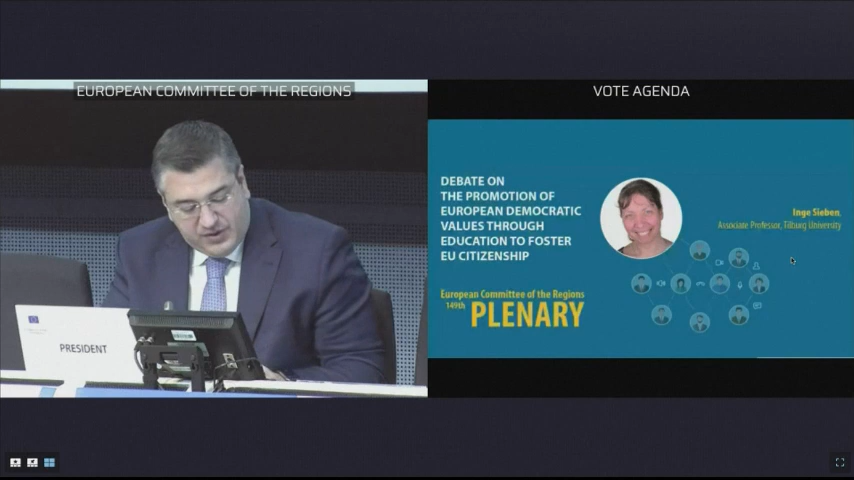 EUROPEAN COMMITTEE OF THE REGIONS
PRESIDENT
VOTE AGENDA
DEBATE ON
THE PROMOTION OF
EUROPEAN DEMOCRATIC
VALUES THROUGH
EDUCATION TO FOSTER
EU CITIZENSHIP
European Committee of the Regions
149th PLENARY
Inge Sieben,
Associate Professor, Tilburg University